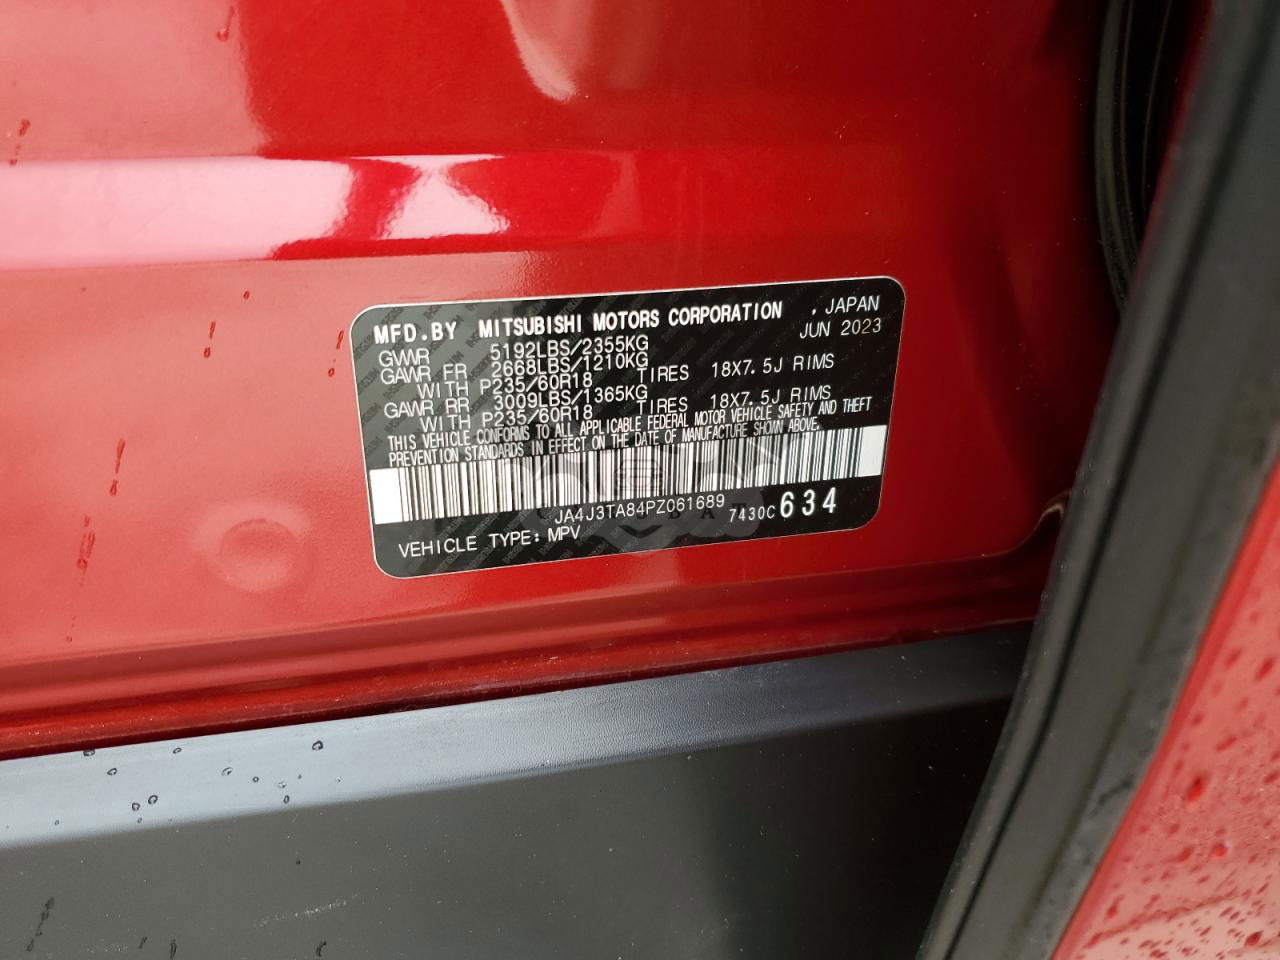 MFD.BY MITSUBISHI MOTORS CORPORATION , JAPAN
JUN 2023
GVWR 5192LBS/2355KG
GAWR FR 2668LBS/1210KG
WITH P235/60R18 TIRES 18X7.5J RIMS
GAWR RR 3009LBS/1365KG
WITH P235/60R18 TIRES 18X7.5J RIMS
THIS VEHICLE CONFORMS TO ALL APPLICABLE FEDERAL MOTOR VEHICLE SAFETY AND THEFT
PREVENTION STANDARDS IN EFFECT ON THE DATE OF MANUFACTURE SHOWN ABOVE.
JA4J3TA84PZ061689
7430C 634
VEHICLE TYPE: MPV